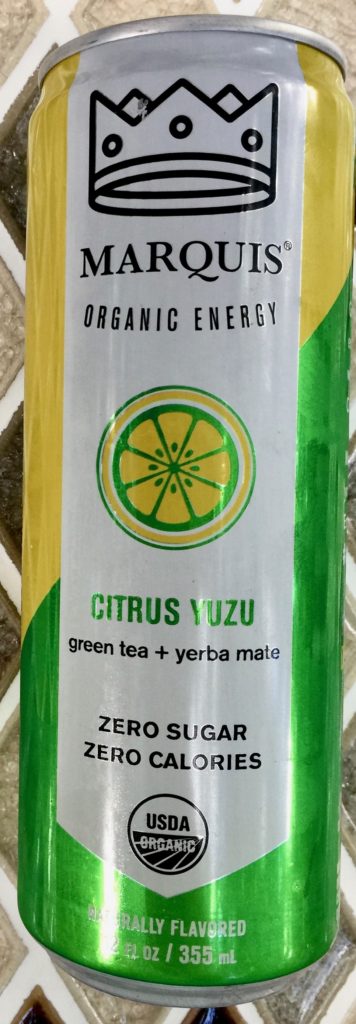 MARQUIS®
ORGANIC ENERGY
CITRUS YUZU
green tea + yerba mate
ZERO SUGAR
ZERO CALORIES
USDA
ORGANIC
NATURALLY FLAVORED
12 FL OZ / 355 mL